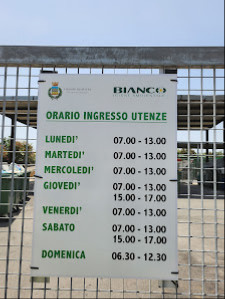 BIANCO
ORARIO INGRESSO UTENZE
LUNEDI' 07.00 - 13.00
MARTEDI' 07.00 - 13.00
MERCOLEDI' 07.00 - 13.00
GIOVEDI' 07.00 - 13.00
15.00 - 17.00
VENERDI' 07.00 - 13.00
SABATO 07.00 - 13.00
15.00 - 17.00
DOMENICA 06.30 - 12.30